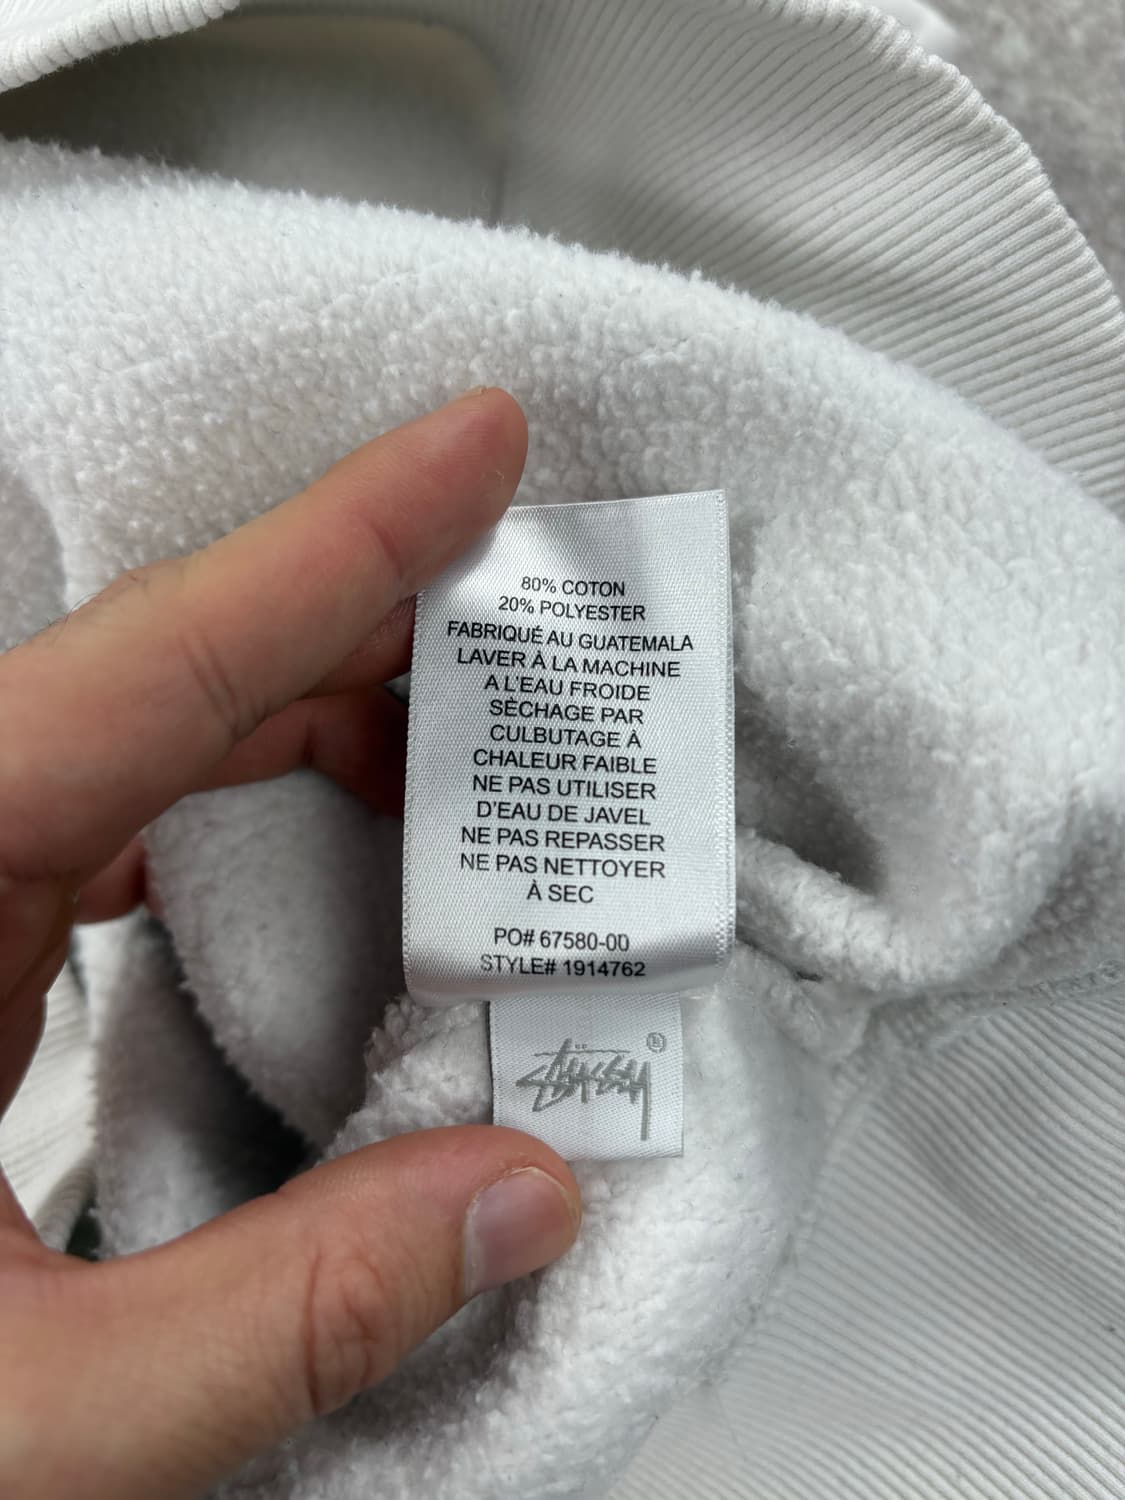 80% COTON
20% POLYESTER
FABRIQUÉ AU GUATEMALA
LAVER À LA MACHINE
A L'EAU FROIDE
SÈCHAGE PAR
CULBUTAGE À
CHALEUR FAIBLE
NE PAS UTILISER
D'EAU DE JAVEL
NE PAS REPASSER
NE PAS NETTOYER
À SEC
PO# 67580-00
STYLE# 1914762
STÜSSY ®